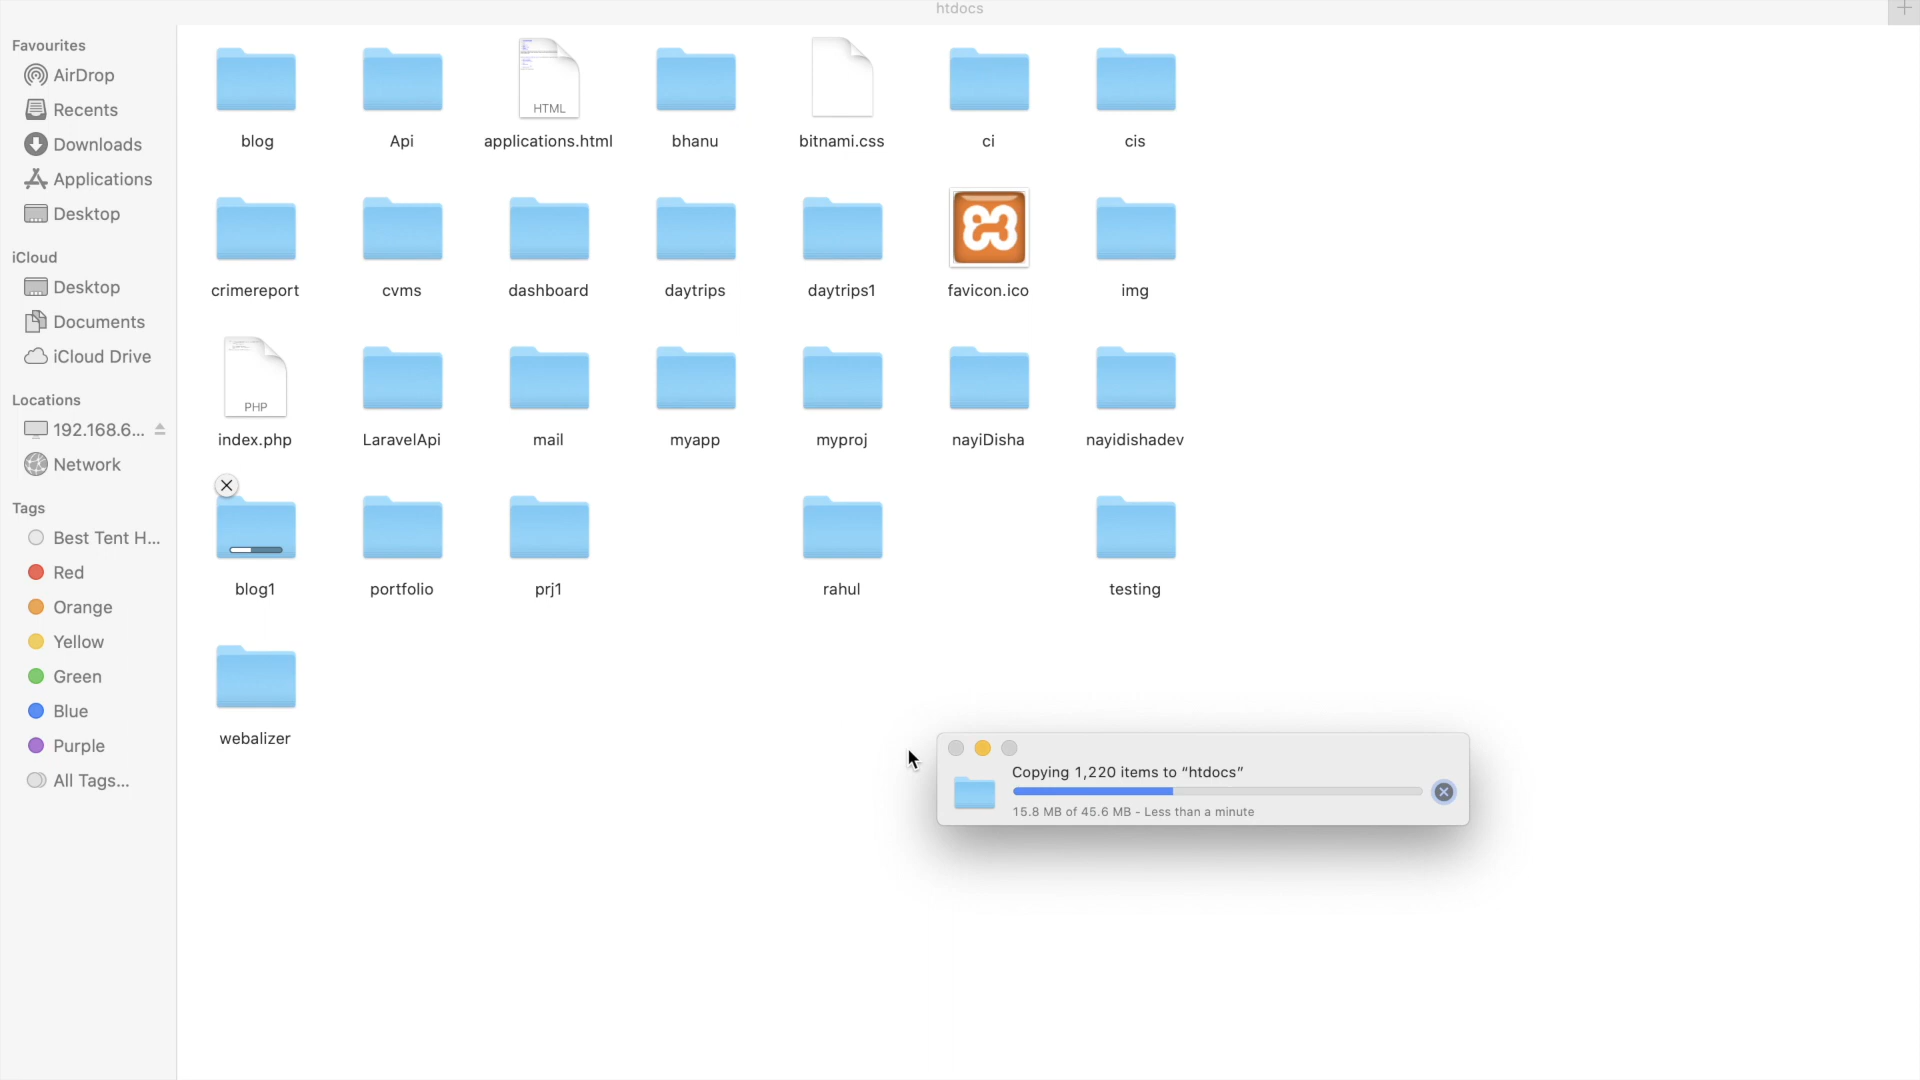 htdocs
Favourites
AirDrop
Recents
Downloads
Applications
Desktop
iCloud
Desktop
Documents
iCloud Drive
Locations
192.168.6...
Network
Tags
Best Tent H...
Red
Orange
Yellow
Green
Blue
Purple
All Tags...
HTML
blog Api applications.html bhanu bitnami.css ci cis
crimereport cvms dashboard daytrips daytrips1 favicon.ico img
PHP
index.php LaravelApi mail myapp myproj nayiDisha nayidishadev
blog1 portfolio prj1 rahul testing
webalizer
Copying 1,220 items to “htdocs”
15.8 MB of 45.6 MB - Less than a minute